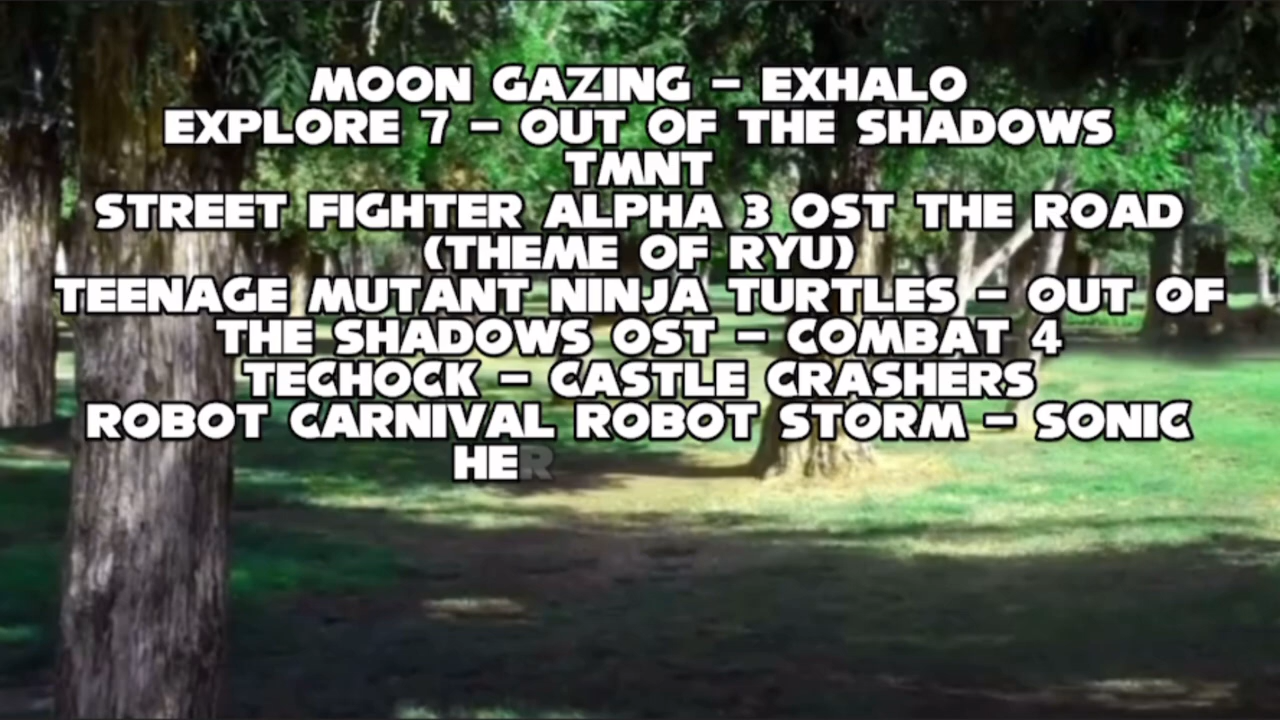 MOON GAZING - EXHALO
EXPLORE 7 - OUT OF THE SHADOWS
TMNT
STREET FIGHTER ALPHA 3 OST THE ROAD
(THEME OF RYU)
TEENAGE MUTANT NINJA TURTLES - OUT OF
THE SHADOWS OST - COMBAT 4
TECHOCK - CASTLE CRASHERS
ROBOT CARNIVAL ROBOT STORM - SONIC
HER